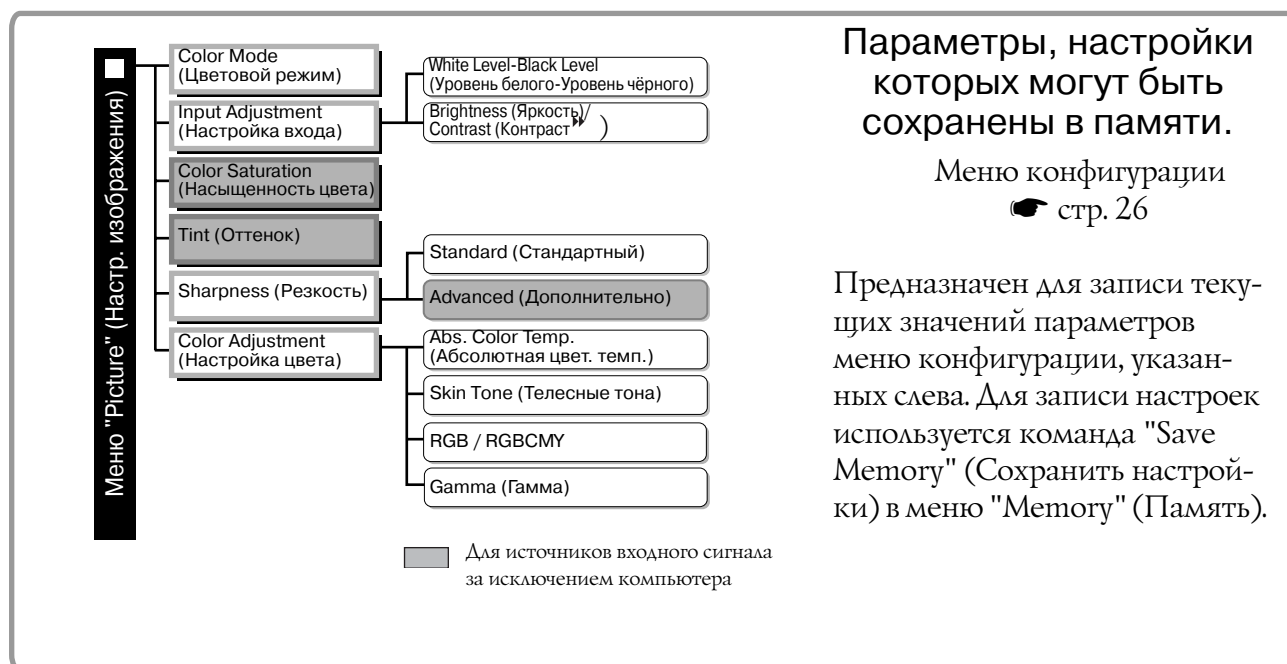 Меню "Picture" (Настр. изображения)
Color Mode
(Цветовой режим)
Input Adjustment
(Настройка входа)
Color Saturation
(Насыщенность цвета)
Tint (Оттенок)
Sharpness (Резкость)
Color Adjustment
(Настройка цвета)
White Level-Black Level
(Уровень белого-Уровень чёрного)
Brightness (Яркость)/
Contrast (Контраст )
Standard (Стандартный)
Advanced (Дополнительно)
Abs. Color Temp.
(Абсолютная цвет. темп.)
Skin Tone (Телесные тона)
RGB / RGBCMY
Gamma (Гамма)
Для источников входного сигнала
за исключением компьютера
Параметры, настройки
которых могут быть
сохранены в памяти.
Меню конфигурации
☛ стр. 26
Предназначен для записи теку-
щих значений параметров
меню конфигурации, указан-
ных слева. Для записи настроек
используется команда "Save
Memory" (Сохранить настрой-
ки) в меню "Memory" (Память).